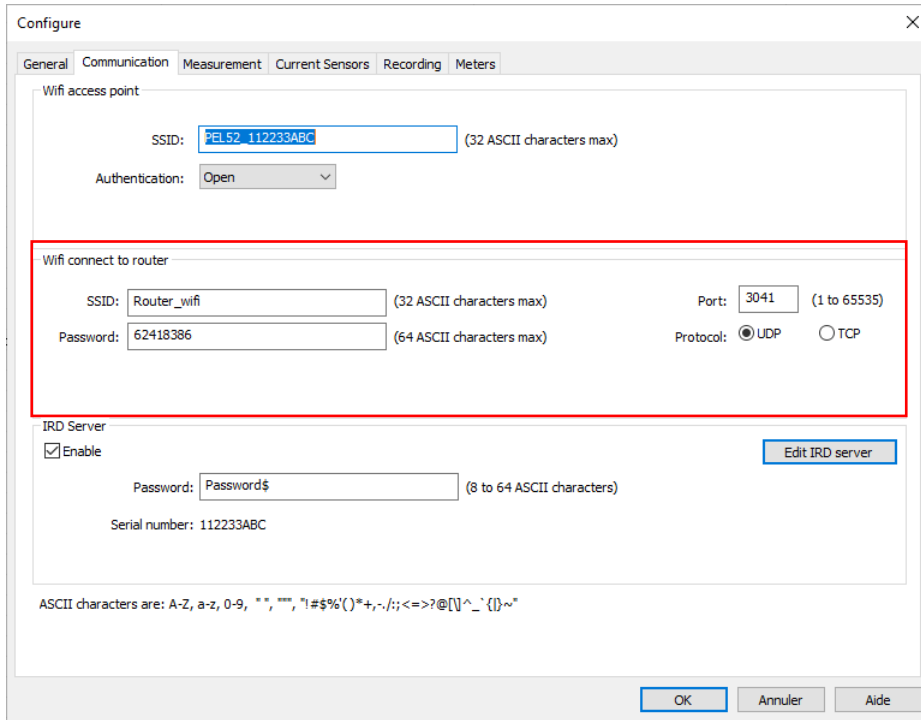 Configure
General Communication Measurement Current Sensors Recording Meters
Wifi access point
SSID: PEL52_112233ABC (32 ASCII characters max)
Authentication: Open
Wifi connect to router
SSID: Router_wifi (32 ASCII characters max) Port: 3041 (1 to 65535)
Password: 62418386 (64 ASCII characters max) Protocol: UDP TCP
IRD Server
Enable Edit IRD server
Password: Password$ (8 to 64 ASCII characters)
Serial number: 112233ABC
ASCII characters are: A-Z, a-z, 0-9, " ", """, "!#$%'()*+,-./:;<=>?@[\]^_`{|}~"
OK Annuler Aide